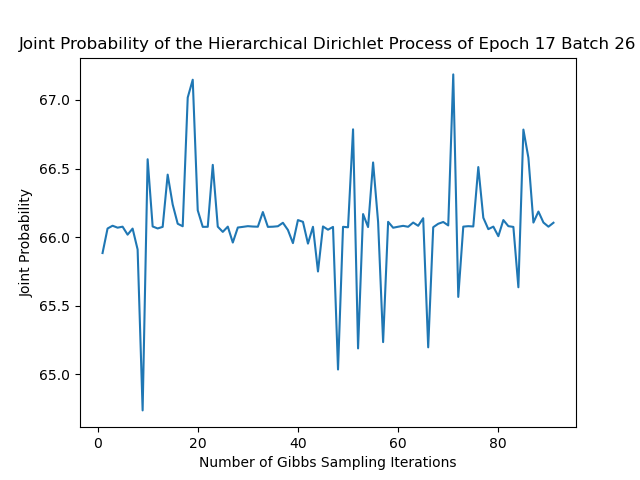 Joint Probability of the Hierarchical Dirichlet Process of Epoch 17 Batch 26
67.0
66.5
66.0
65.5
65.0
Joint Probability
0 20 40 60 80
Number of Gibbs Sampling Iterations